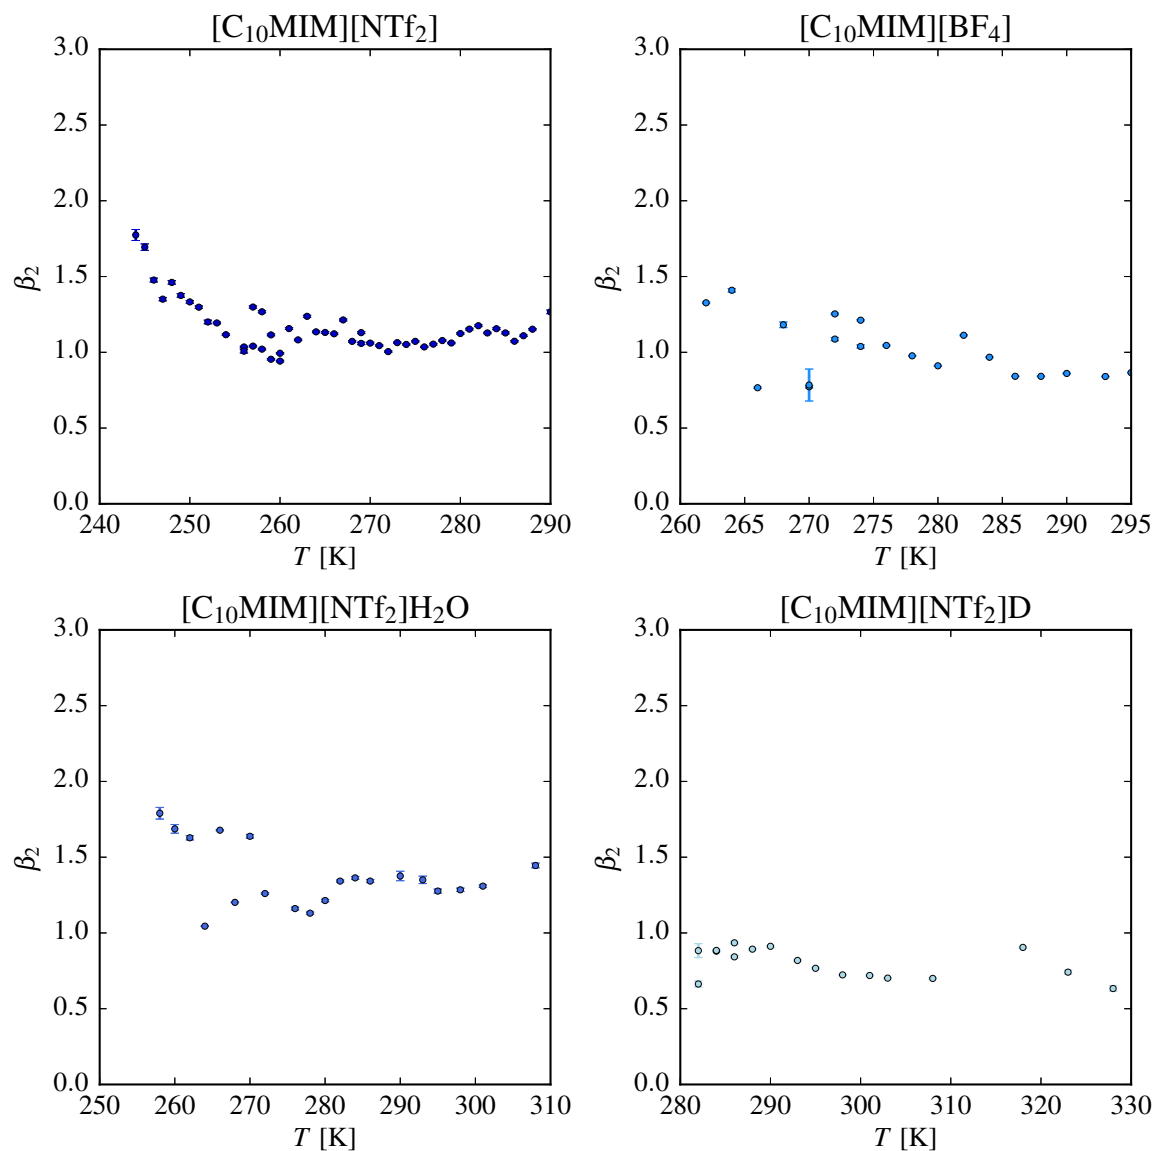 [C₁₀MIM][NTf₂]
3.0
2.5
2.0
1.5
1.0
0.5
0.0
β₂
240 250 260 270 280 290
T [K]
[C₁₀MIM][BF₄]
3.0
2.5
2.0
1.5
1.0
0.5
0.0
β₂
260 265 270 275 280 285 290 295
T [K]
[C₁₀MIM][NTf₂]H₂O
3.0
2.5
2.0
1.5
1.0
0.5
0.0
β₂
250 260 270 280 290 300 310
T [K]
[C₁₀MIM][NTf₂]D
3.0
2.5
2.0
1.5
1.0
0.5
0.0
β₂
280 290 300 310 320 330
T [K]